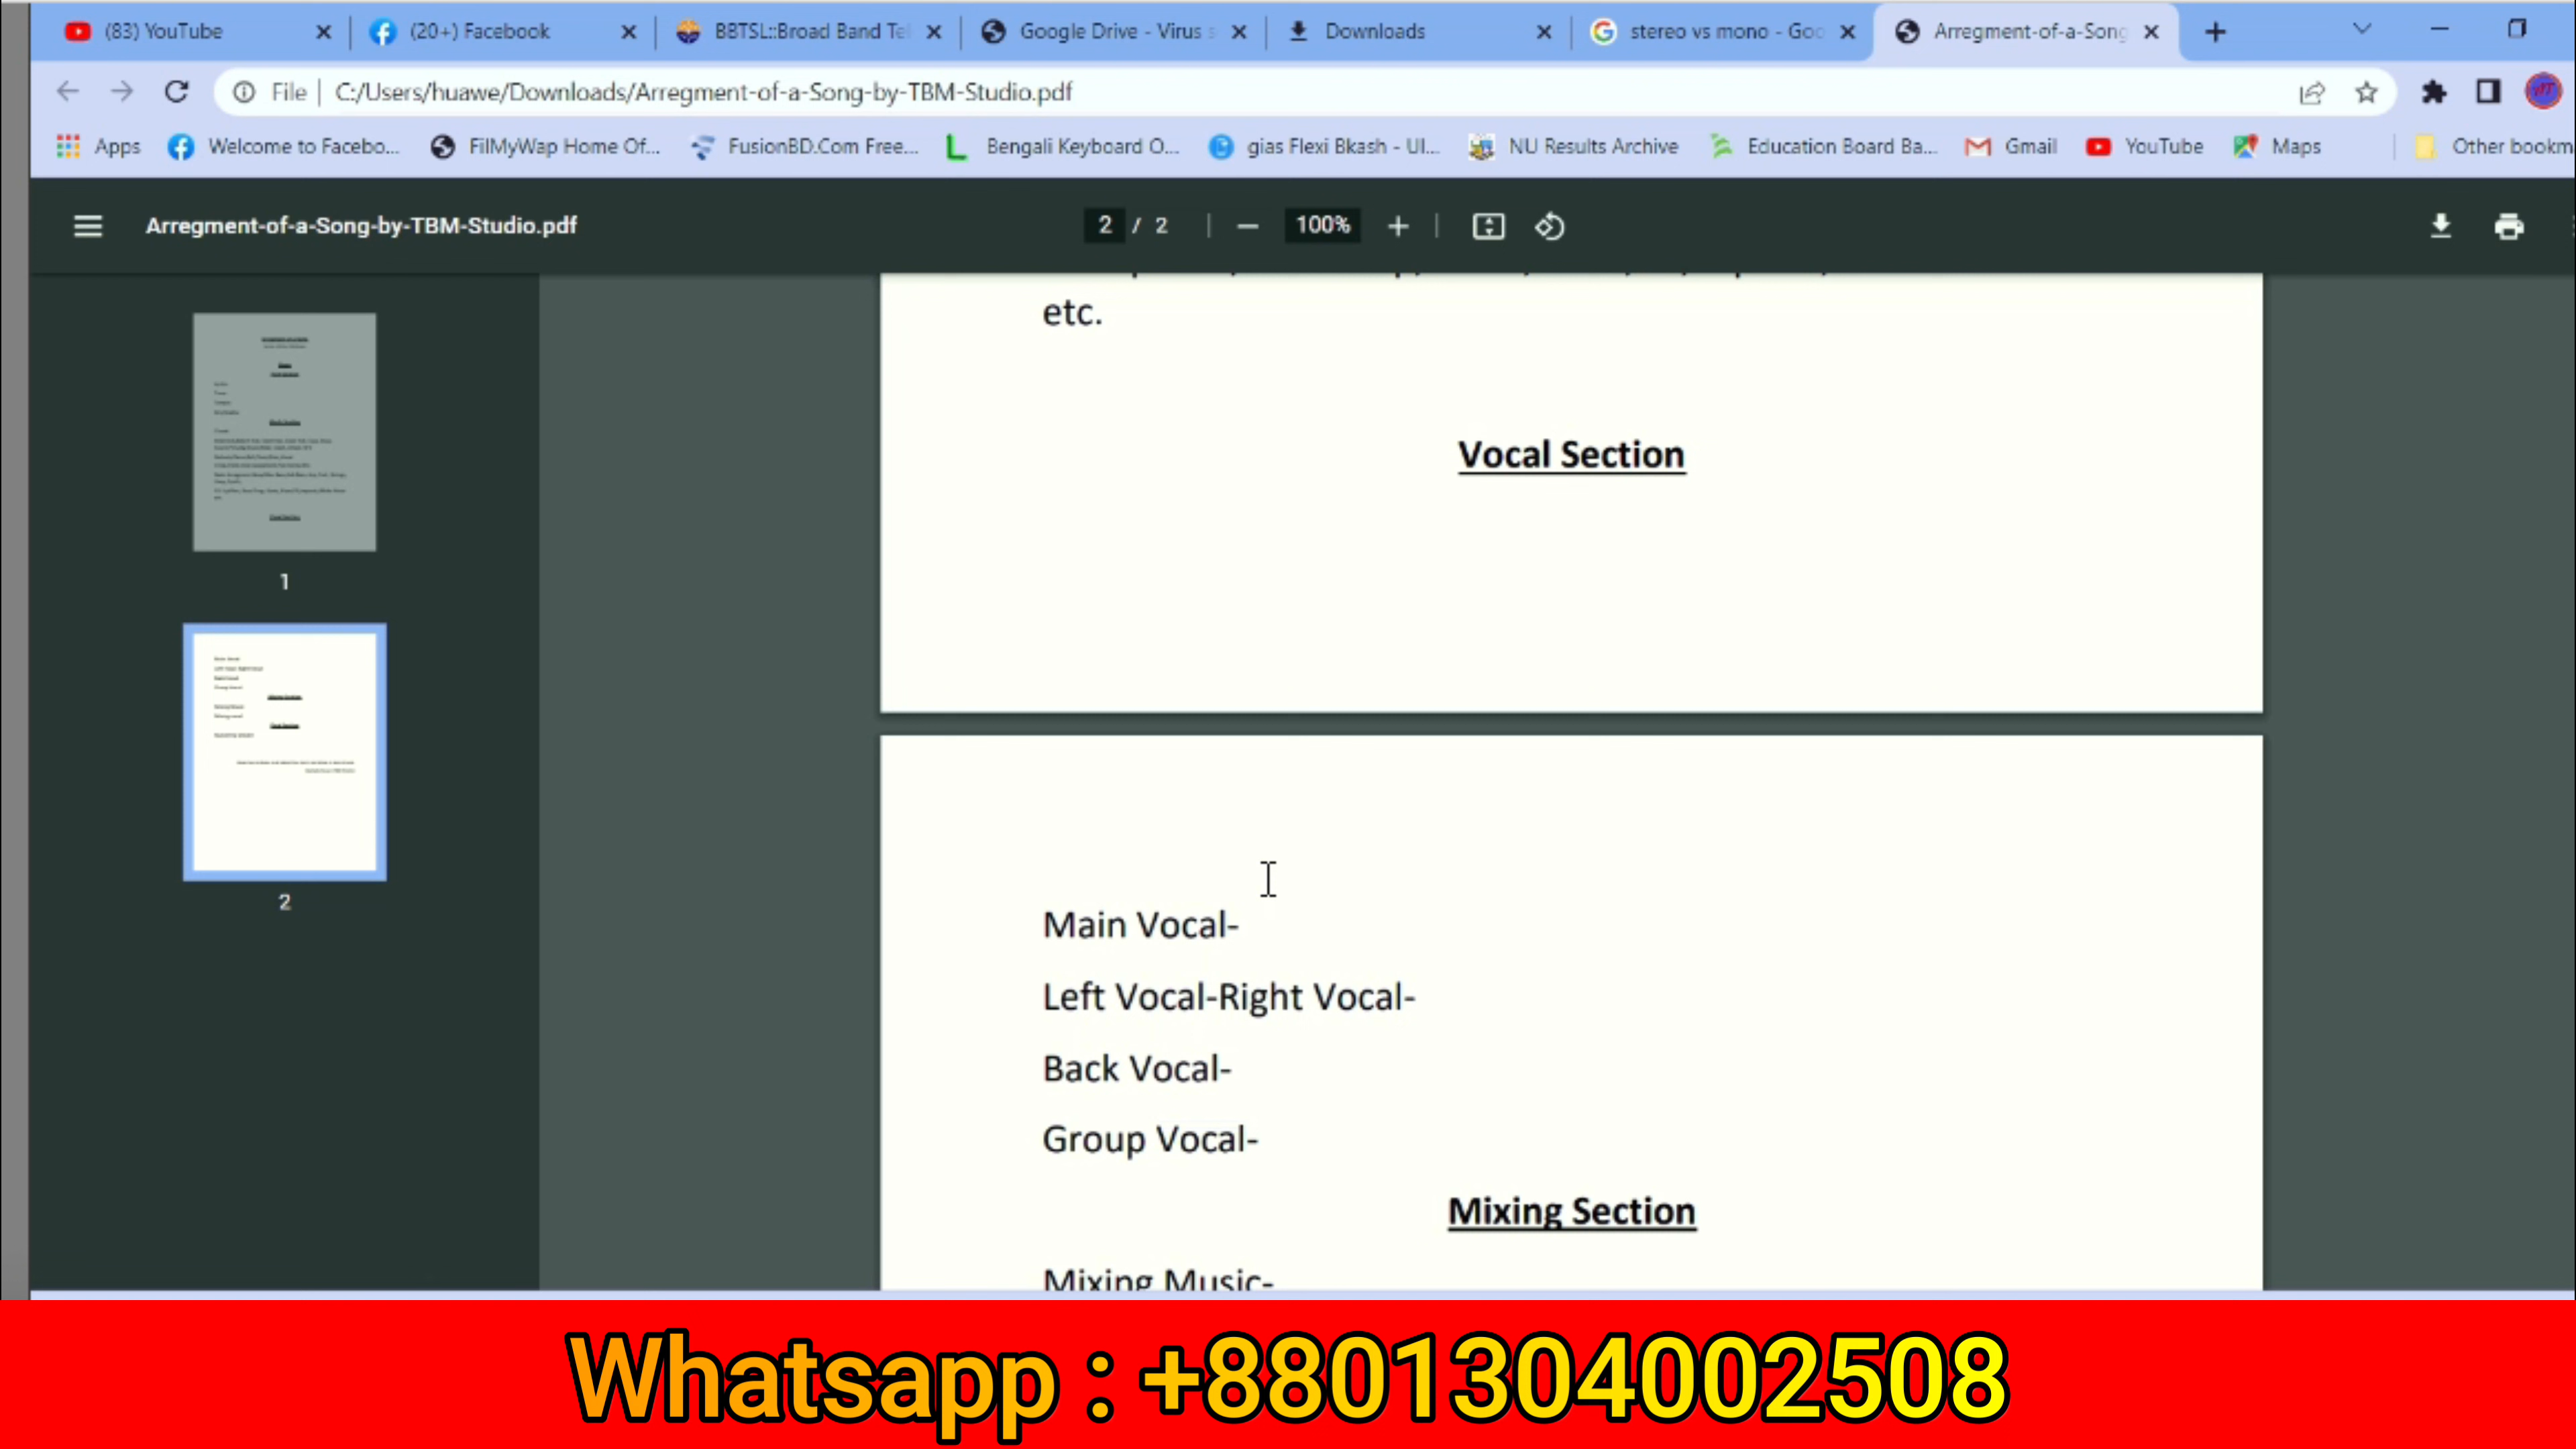 (83) YouTube
(20+) Facebook
BBTSL::Broad Band Tel
Google Drive - Virus s
Downloads
stereo vs mono - Goo
Arregment-of-a-Song
File | C:/Users/huawe/Downloads/Arregment-of-a-Song-by-TBM-Studio.pdf
Apps
Welcome to Facebo...
FilMyWap Home Of...
FusionBD.Com Free...
Bengali Keyboard O...
gias Flexi Bkash - Ul...
NU Results Archive
Education Board Ba...
Gmail
YouTube
Maps
Other bookm
Arregment-of-a-Song-by-TBM-Studio.pdf
2 / 2
100%
1
2
etc.
Vocal Section
Main Vocal-
Left Vocal-Right Vocal-
Back Vocal-
Group Vocal-
Mixing Section
Mixing Music-
Whatsapp : +8801304002508